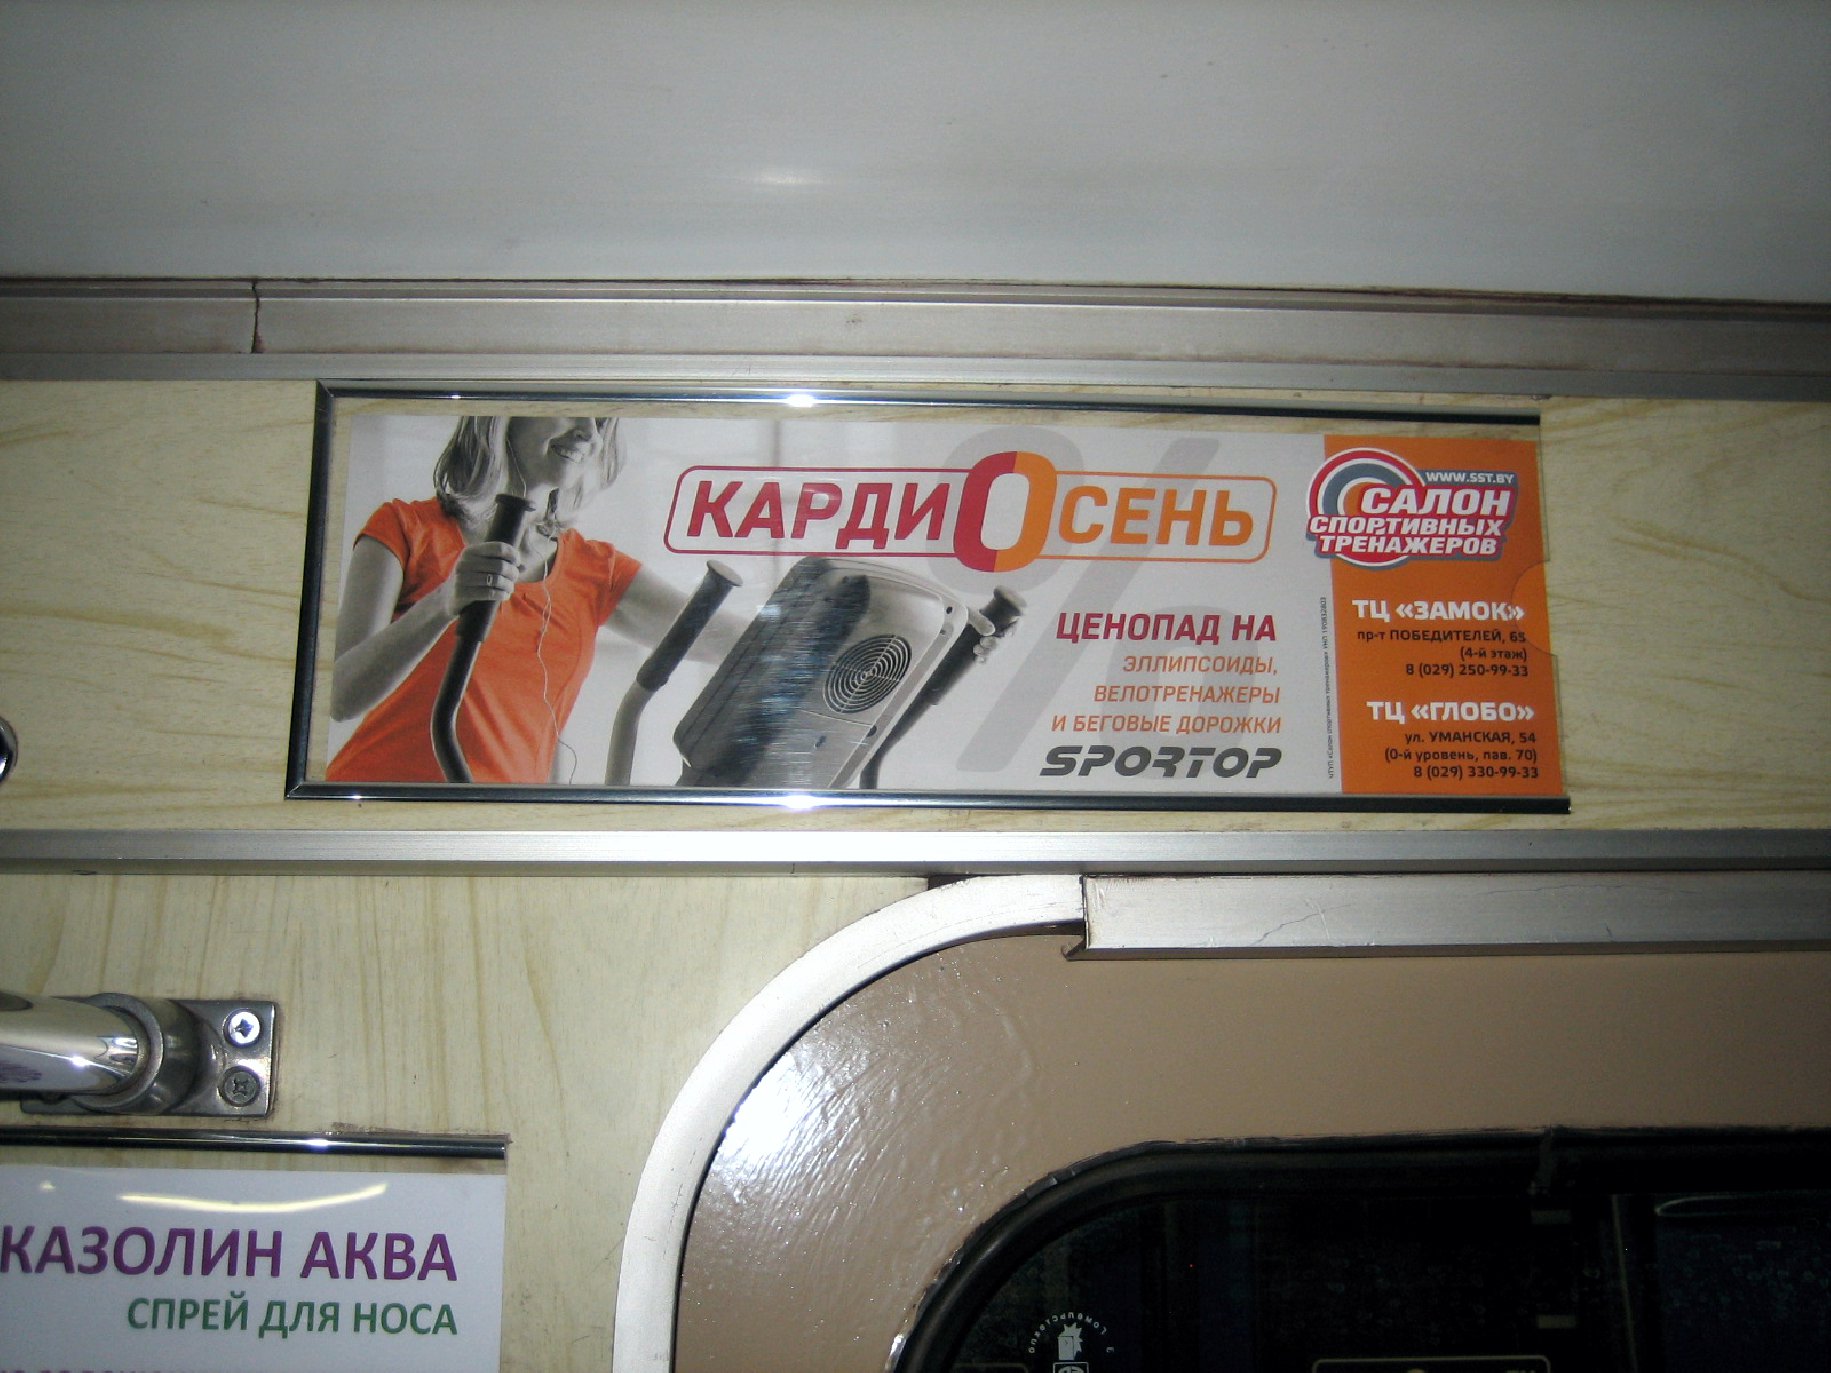 КАРДИОСЕНЬ
ЦЕНОПАД НА
ЭЛЛИПСОИДЫ,
ВЕЛОТРЕНАЖЕРЫ
И БЕГОВЫЕ ДОРОЖКИ
SPORTOP
%
WWW.SST.BY
САЛОН
СПОРТИВНЫХ
ТРЕНАЖЕРОВ
ТЦ «ЗАМОК»
пр-т ПОБЕДИТЕЛЕЙ, 65
(4-й этаж)
8 (029) 250-99-33
ТЦ «ГЛОБО»
ул. УМАНСКАЯ, 54
(0-й уровень, пав. 70)
8 (029) 330-99-33
КАЗОЛИН АКВА
СПРЕЙ ДЛЯ НОСА